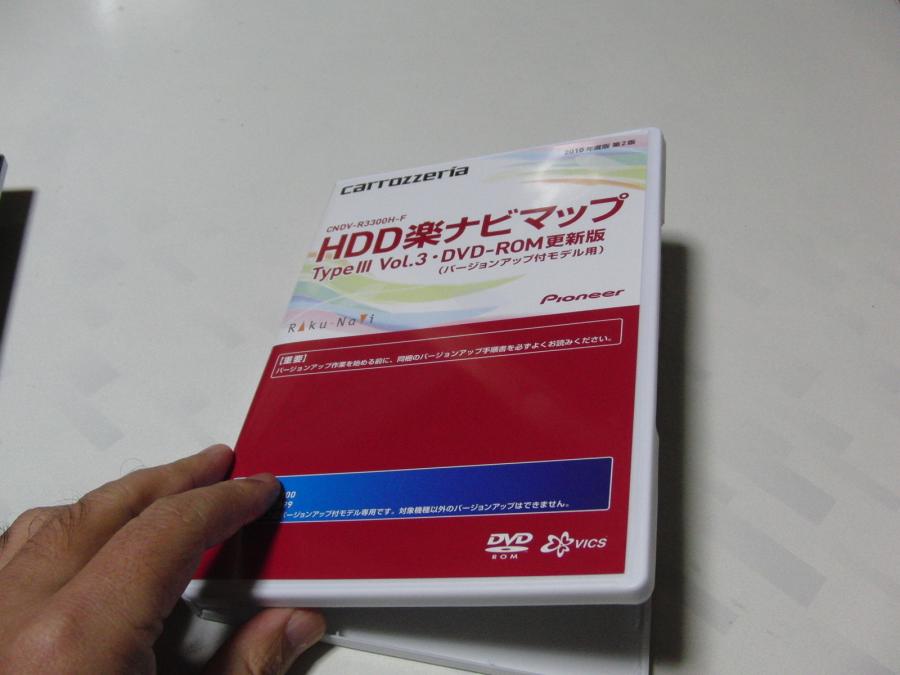 2010年度版 第2版
carrozzeria
CNDV-R3300H-F
HDD楽ナビマップ
Type III Vol.3・DVD-ROM更新版
(バージョンアップ付モデル用)
Pioneer
Raku-Navi
【重要】
バージョンアップ作業を始める前に、同梱のバージョンアップ手順書を必ずよくお読みください。
00
99
バージョンアップ付モデル専用です。対象機種以外のバージョンアップはできません。
DVD
ROM
VICS